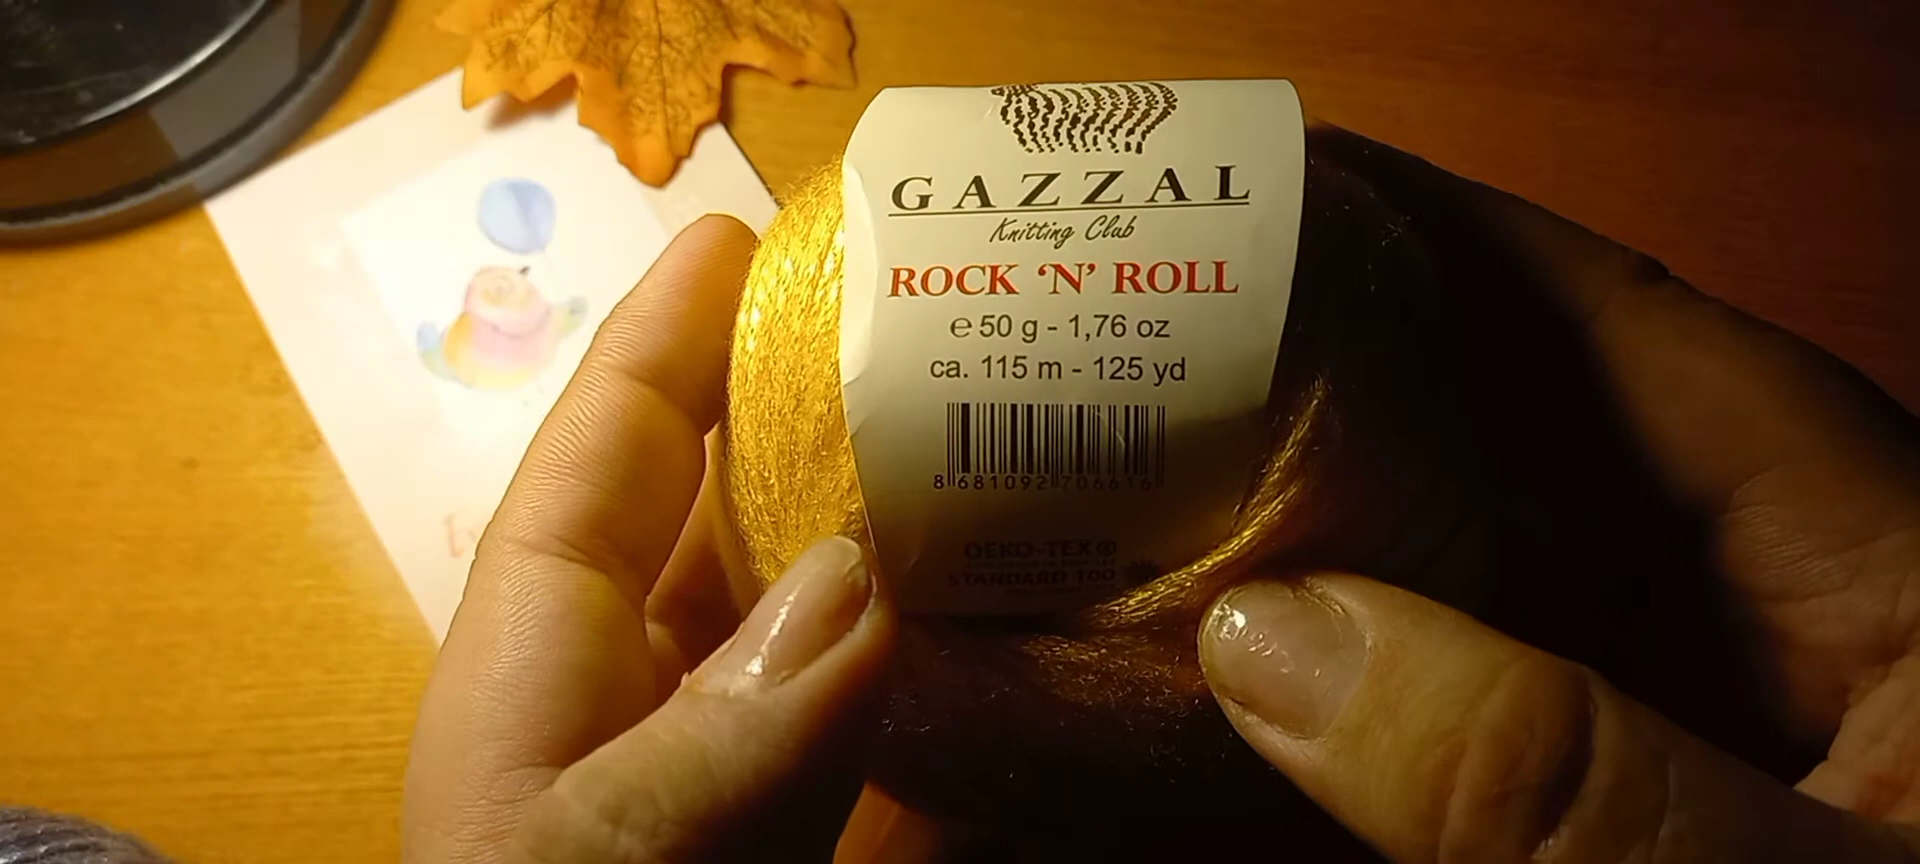 GAZZAL
Knitting Club
ROCK ‘N’ ROLL
℮ 50 g - 1,76 oz
ca. 115 m - 125 yd
8 681092 706616
OEKO-TEX®
STANDARD 100